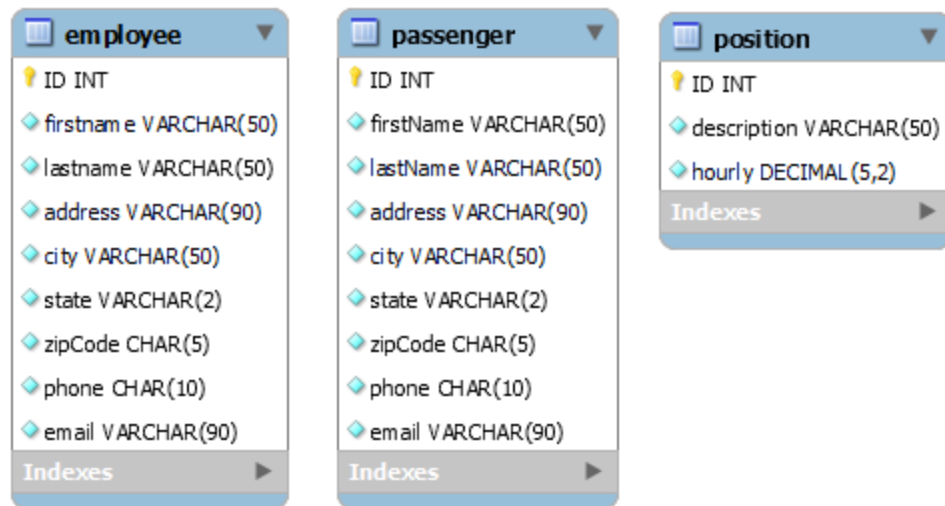 employee
ID INT
firstname VARCHAR(50)
lastname VARCHAR(50)
address VARCHAR(90)
city VARCHAR(50)
state VARCHAR(2)
zipCode CHAR(5)
phone CHAR(10)
email VARCHAR(90)
Indexes
passenger
ID INT
firstName VARCHAR(50)
lastName VARCHAR(50)
address VARCHAR(90)
city VARCHAR(50)
state VARCHAR(2)
zipCode CHAR(5)
phone CHAR(10)
email VARCHAR(90)
Indexes
position
ID INT
description VARCHAR(50)
hourly DECIMAL(5,2)
Indexes